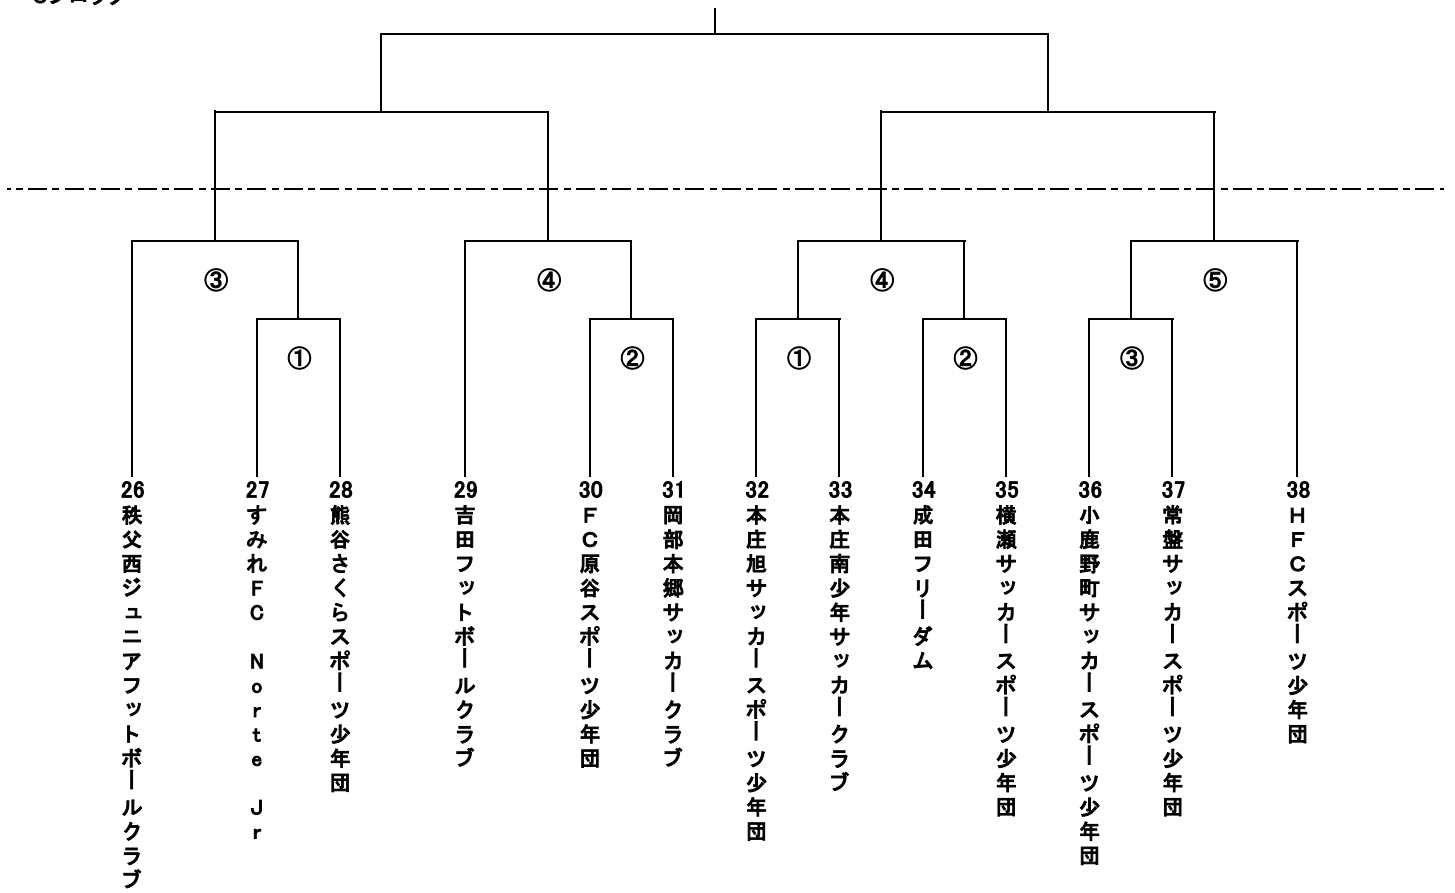 ③
④
④
⑤
①
②
①
②
③
26 秩父西ジュニアフットボールクラブ
27 すみれFC Norte Jr
28 熊谷さくらスポーツ少年団
29 吉田フットボールクラブ
30 FC原谷スポーツ少年団
31 岡部本郷サッカークラブ
32 本庄旭サッカースポーツ少年団
33 本庄南少年サッカークラブ
34 成田フリーダム
35 横瀬サッカースポーツ少年団
36 小鹿野町サッカースポーツ少年団
37 常盤サッカースポーツ少年団
38 HFCスポーツ少年団